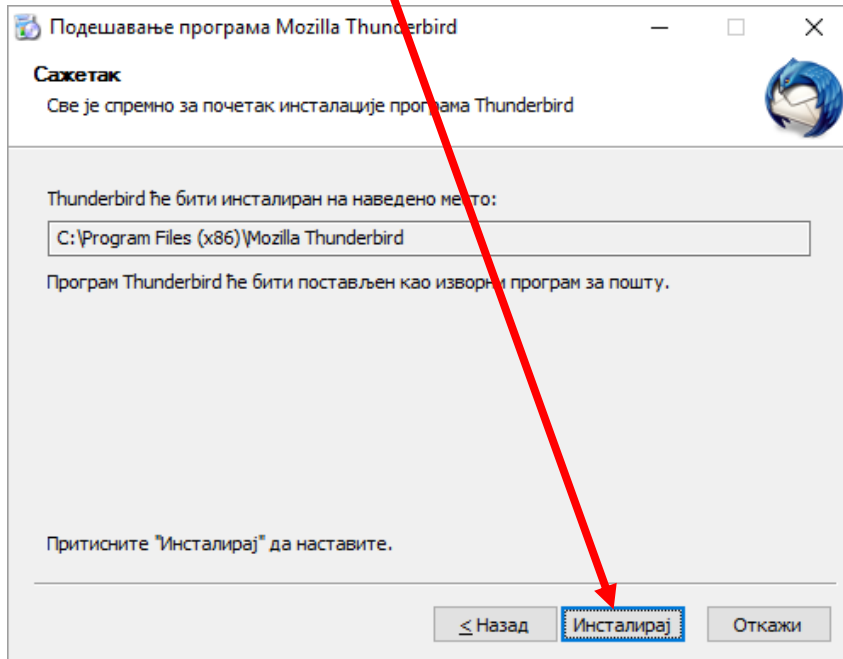 Подешавање програма Mozilla Thunderbird
Сажетак
Све је спремно за почетак инсталације програма Thunderbird
Thunderbird ће бити инсталиран на наведено место:
C:\Program Files (x86)\Mozilla Thunderbird
Програм Thunderbird ће бити постављен као изворни програм за пошту.
Притисните "Инсталирај" да наставите.
< Назад Инсталирај Откажи